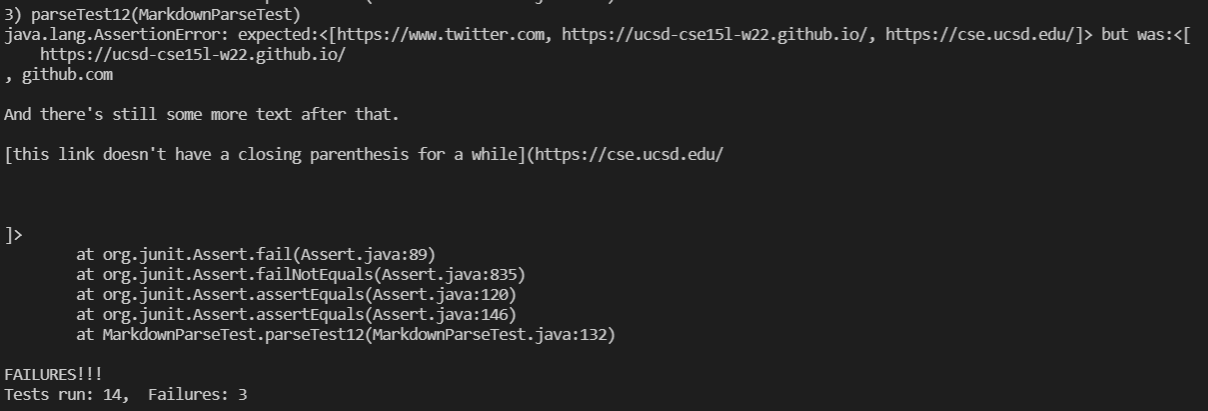 3) parseTest12(MarkdownParseTest)
java.lang.AssertionError: expected:<[https://www.twitter.com, https://ucsd-cse15l-w22.github.io/, https://cse.ucsd.edu/]> but was:<[
    https://ucsd-cse15l-w22.github.io/
, github.com

And there's still some more text after that.

[this link doesn't have a closing parenthesis for a while](https://cse.ucsd.edu/



]>
        at org.junit.Assert.fail(Assert.java:89)
        at org.junit.Assert.failNotEquals(Assert.java:835)
        at org.junit.Assert.assertEquals(Assert.java:120)
        at org.junit.Assert.assertEquals(Assert.java:146)
        at MarkdownParseTest.parseTest12(MarkdownParseTest.java:132)

FAILURES!!!
Tests run: 14,  Failures: 3